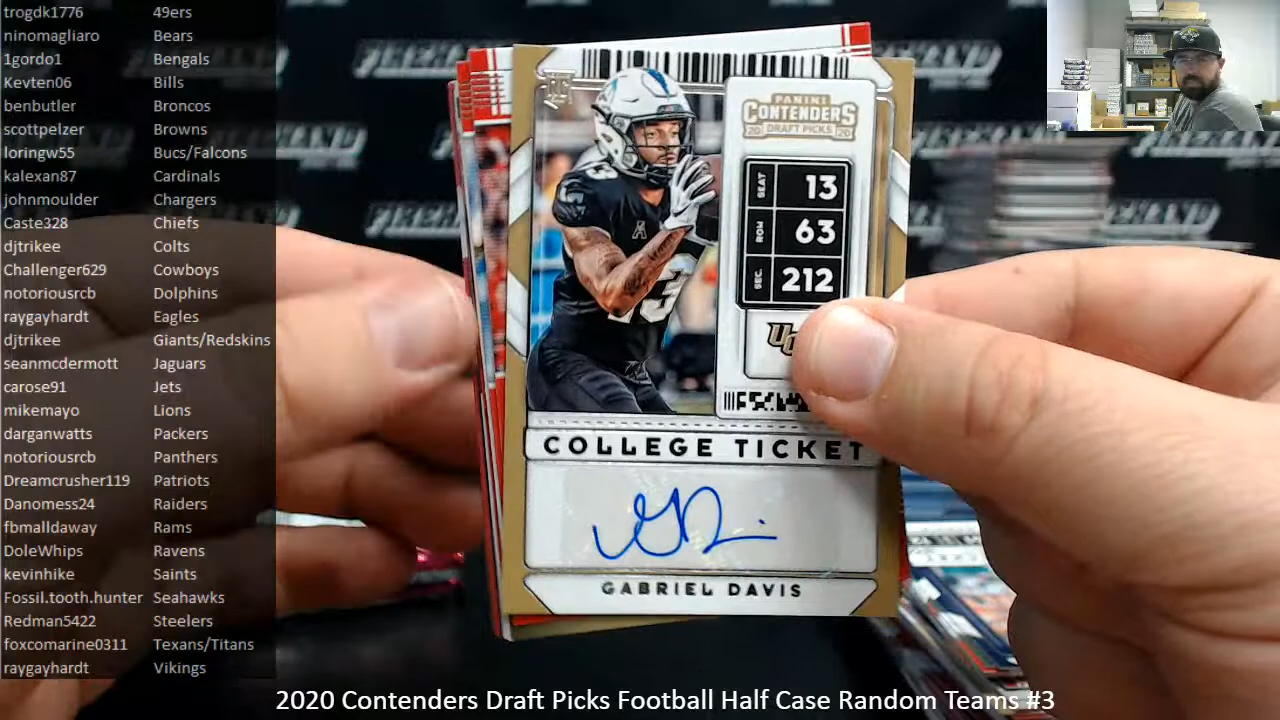 trogdk1776 49ers
ninomagliaro Bears
1gordo1 Bengals
Kevten06 Bills
benbutler Broncos
scottpelzer Browns
loringw55 Bucs/Falcons
kalexan87 Cardinals
johnmoulder Chargers
Caste328 Chiefs
djtrikee Colts
Challenger629 Cowboys
notoriousrcb Dolphins
raygayhardt Eagles
djtrikee Giants/Redskins
seanmcdermott Jaguars
carose91 Jets
mikemayo Lions
darganwatts Packers
notoriousrcb Panthers
Dreamcrusher119 Patriots
Danomess24 Raiders
fbmalldaway Rams
DoleWhips Ravens
kevinhike Saints
Fossil.tooth.hunter Seahawks
Redman5422 Steelers
foxcomarine0311 Texans/Titans
raygayhardt Vikings
PANINI
CONTENDERS
20 DRAFT PICKS 20
SEAT 13
ROW 63
SEC. 212
COLLEGE TICKET
GABRIEL DAVIS
2020 Contenders Draft Picks Football Half Case Random Teams #3